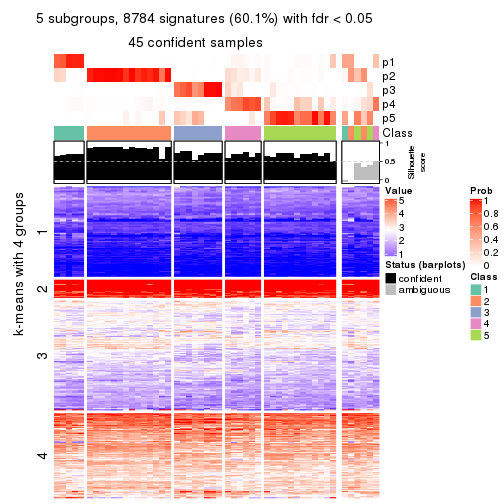 5 subgroups, 8784 signatures (60.1%) with fdr < 0.05
45 confident samples
p1
p2
p3
p4
p5
Class
1
0.5
0
Silhouette
score
k-means with 4 groups
1
2
3
4
Value
5
4
3
2
1
Status (barplots)
confident
ambiguous
Prob
1
0.8
0.6
0.4
0.2
0
Class
1
2
3
4
5